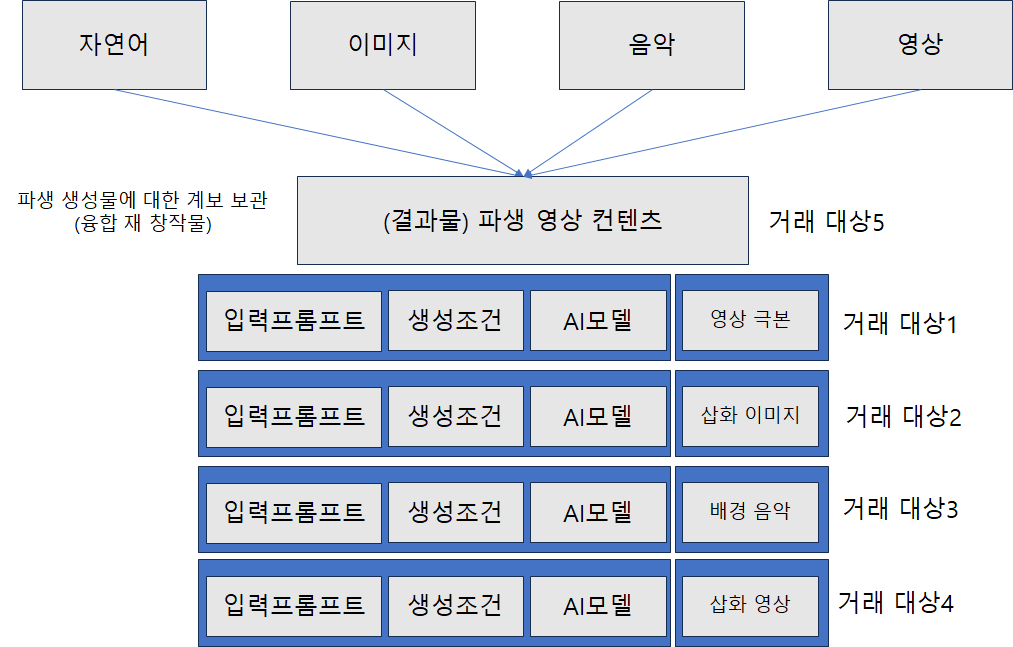 자연어
이미지
음악
영상
파생 생성물에 대한 계보 보관
(융합 재 창작물)
(결과물) 파생 영상 컨텐츠
거래 대상5
입력프롬프트
생성조건
AI모델
영상 극본
거래 대상1
입력프롬프트
생성조건
AI모델
삽화 이미지
거래 대상2
입력프롬프트
생성조건
AI모델
배경 음악
거래 대상3
입력프롬프트
생성조건
AI모델
삽화 영상
거래 대상4